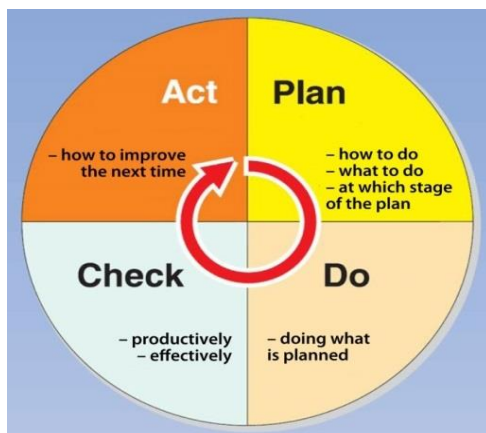 Act
– how to improve
the next time
Plan
– how to do
– what to do
– at which stage
of the plan
Check
– productively
– effectively
Do
– doing what
is planned